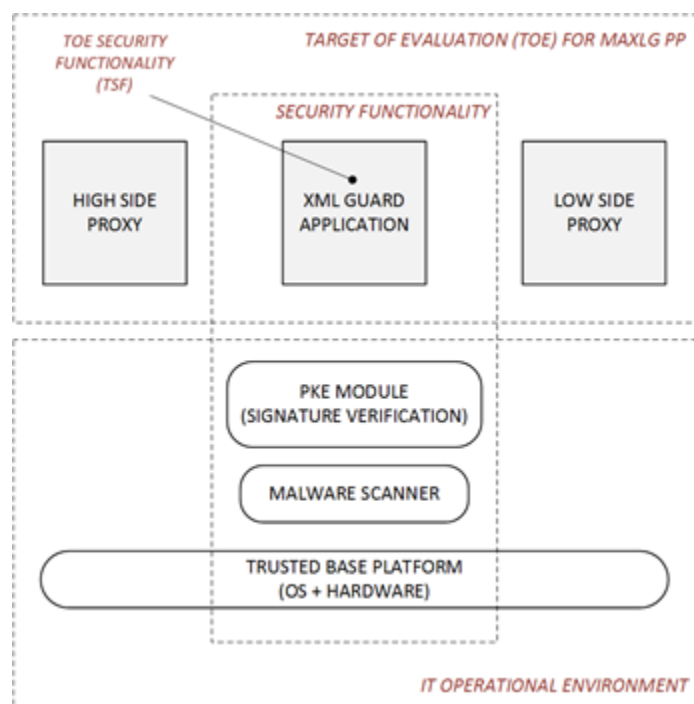 TOE SECURITY
FUNCTIONALITY
(TSF)
TARGET OF EVALUATION (TOE) FOR MAXLG PP
SECURITY FUNCTIONALITY
HIGH SIDE
PROXY
XML GUARD
APPLICATION
LOW SIDE
PROXY
PKE MODULE
(SIGNATURE VERIFICATION)
MALWARE SCANNER
TRUSTED BASE PLATFORM
(OS + HARDWARE)
IT OPERATIONAL ENVIRONMENT